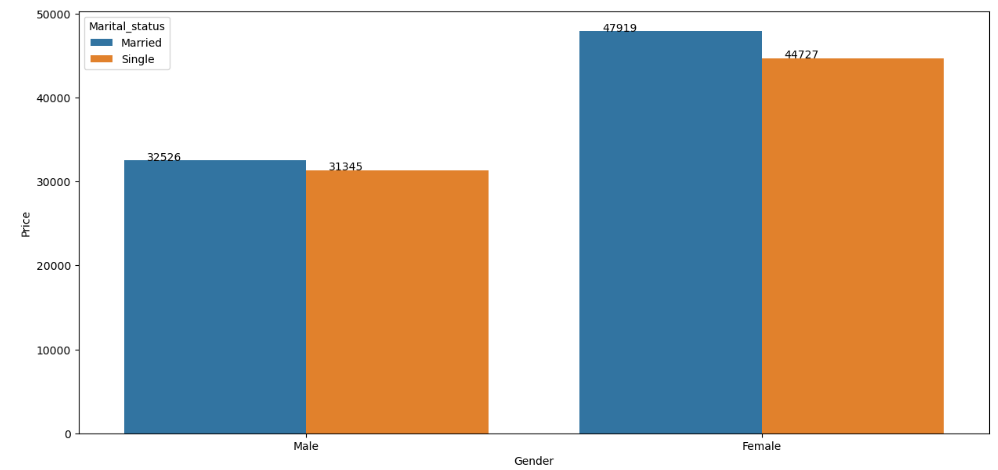 Marital_status
Married
Single
50000
40000
30000
20000
10000
0
Price
32526
31345
47919
44727
Male
Female
Gender